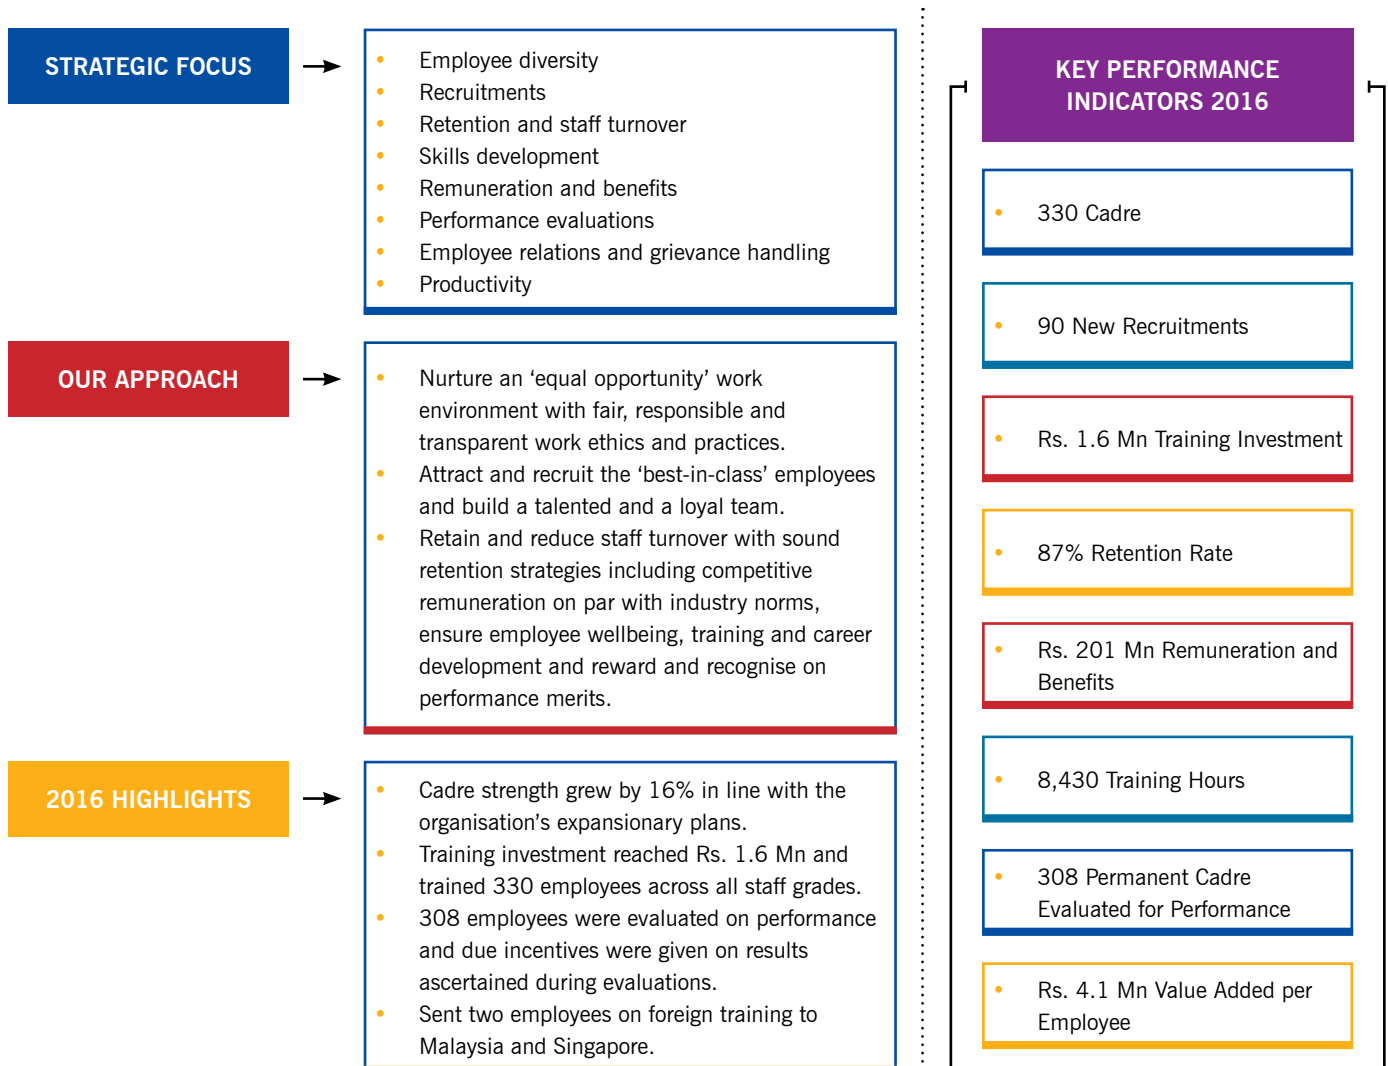 STRATEGIC FOCUS
• Employee diversity
• Recruitments
• Retention and staff turnover
• Skills development
• Remuneration and benefits
• Performance evaluations
• Employee relations and grievance handling
• Productivity
OUR APPROACH
• Nurture an ‘equal opportunity’ work
environment with fair, responsible and
transparent work ethics and practices.
• Attract and recruit the ‘best-in-class’ employees
and build a talented and a loyal team.
• Retain and reduce staff turnover with sound
retention strategies including competitive
remuneration on par with industry norms,
ensure employee wellbeing, training and career
development and reward and recognise on
performance merits.
2016 HIGHLIGHTS
• Cadre strength grew by 16% in line with the
organisation’s expansionary plans.
• Training investment reached Rs. 1.6 Mn and
trained 330 employees across all staff grades.
• 308 employees were evaluated on performance
and due incentives were given on results
ascertained during evaluations.
• Sent two employees on foreign training to
Malaysia and Singapore.
KEY PERFORMANCE
INDICATORS 2016
• 330 Cadre
• 90 New Recruitments
• Rs. 1.6 Mn Training Investment
• 87% Retention Rate
• Rs. 201 Mn Remuneration and
Benefits
• 8,430 Training Hours
• 308 Permanent Cadre
Evaluated for Performance
• Rs. 4.1 Mn Value Added per
Employee